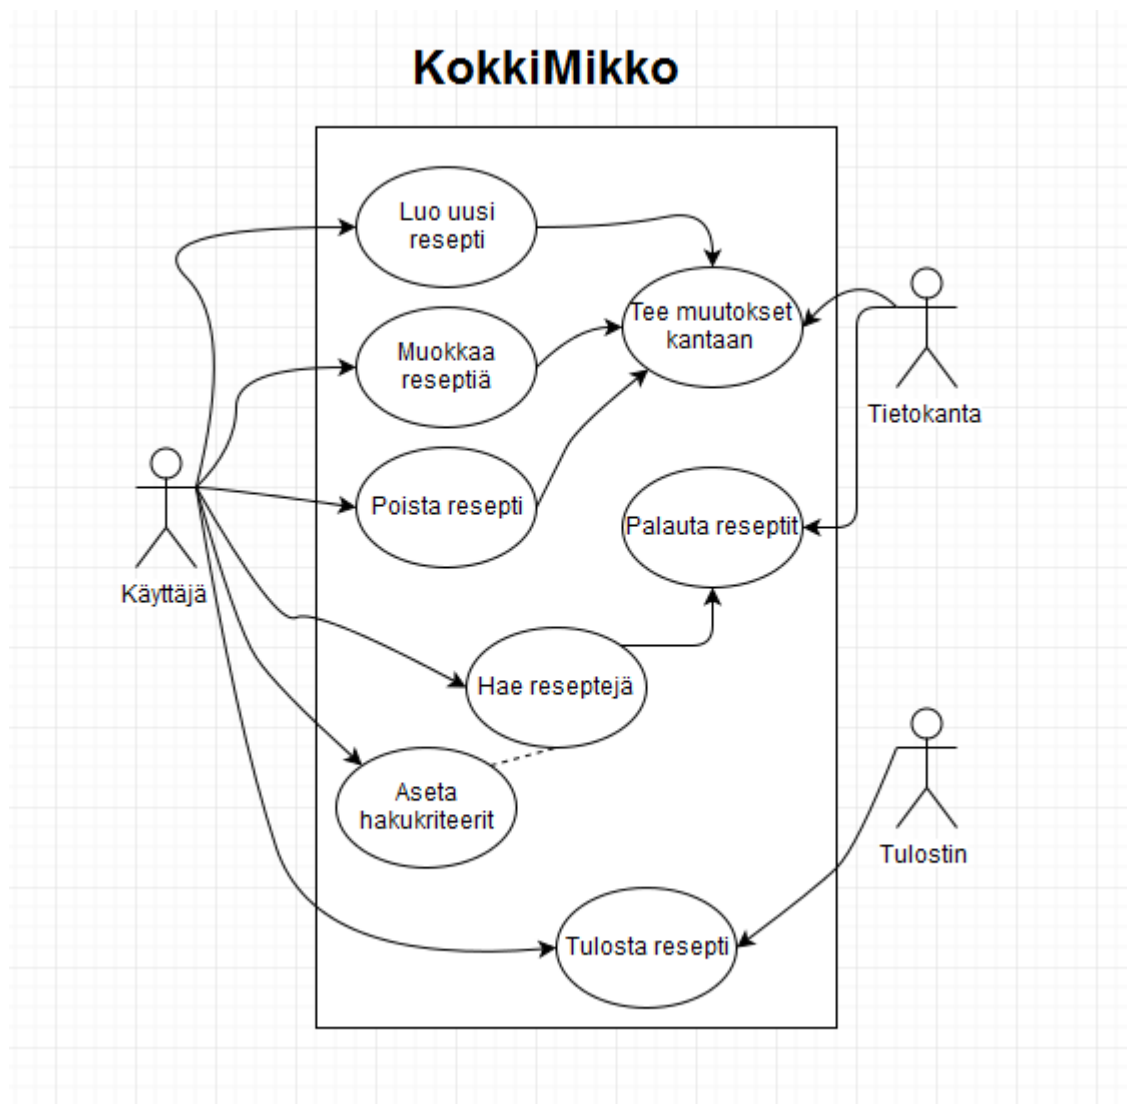 KokkiMikko
Luo uusi
resepti
Tee muutokset
kantaan
Muokkaa
reseptiä
Tietokanta
Poista resepti
Palauta reseptit
Käyttäjä
Hae reseptejä
Aseta
hakukriteerit
Tulostin
Tulosta resepti